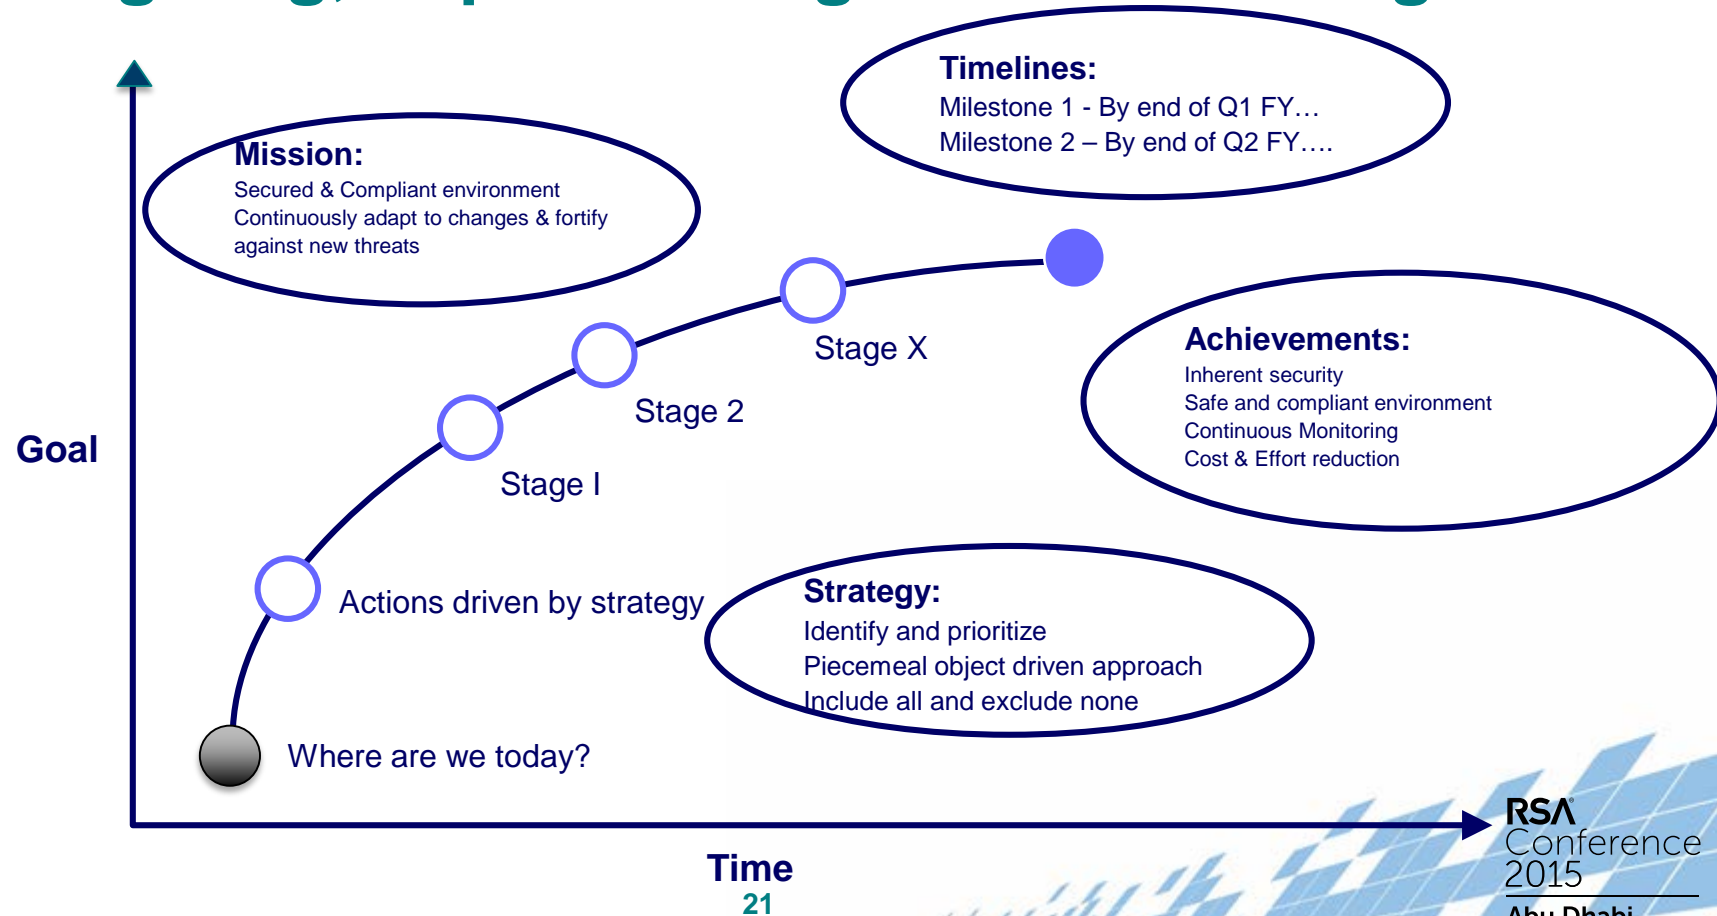 Timelines:
Milestone 1 - By end of Q1 FY…
Milestone 2 – By end of Q2 FY….
Mission:
Secured & Compliant environment
Continuously adapt to changes & fortify
against new threats
Stage X
Achievements:
Inherent security
Safe and compliant environment
Continuous Monitoring
Cost & Effort reduction
Stage 2
Goal
Stage I
Actions driven by strategy
Strategy:
Identify and prioritize
Piecemeal object driven approach
Include all and exclude none
Where are we today?
Time
21
RSA
Conference
2015
Abu Dhabi